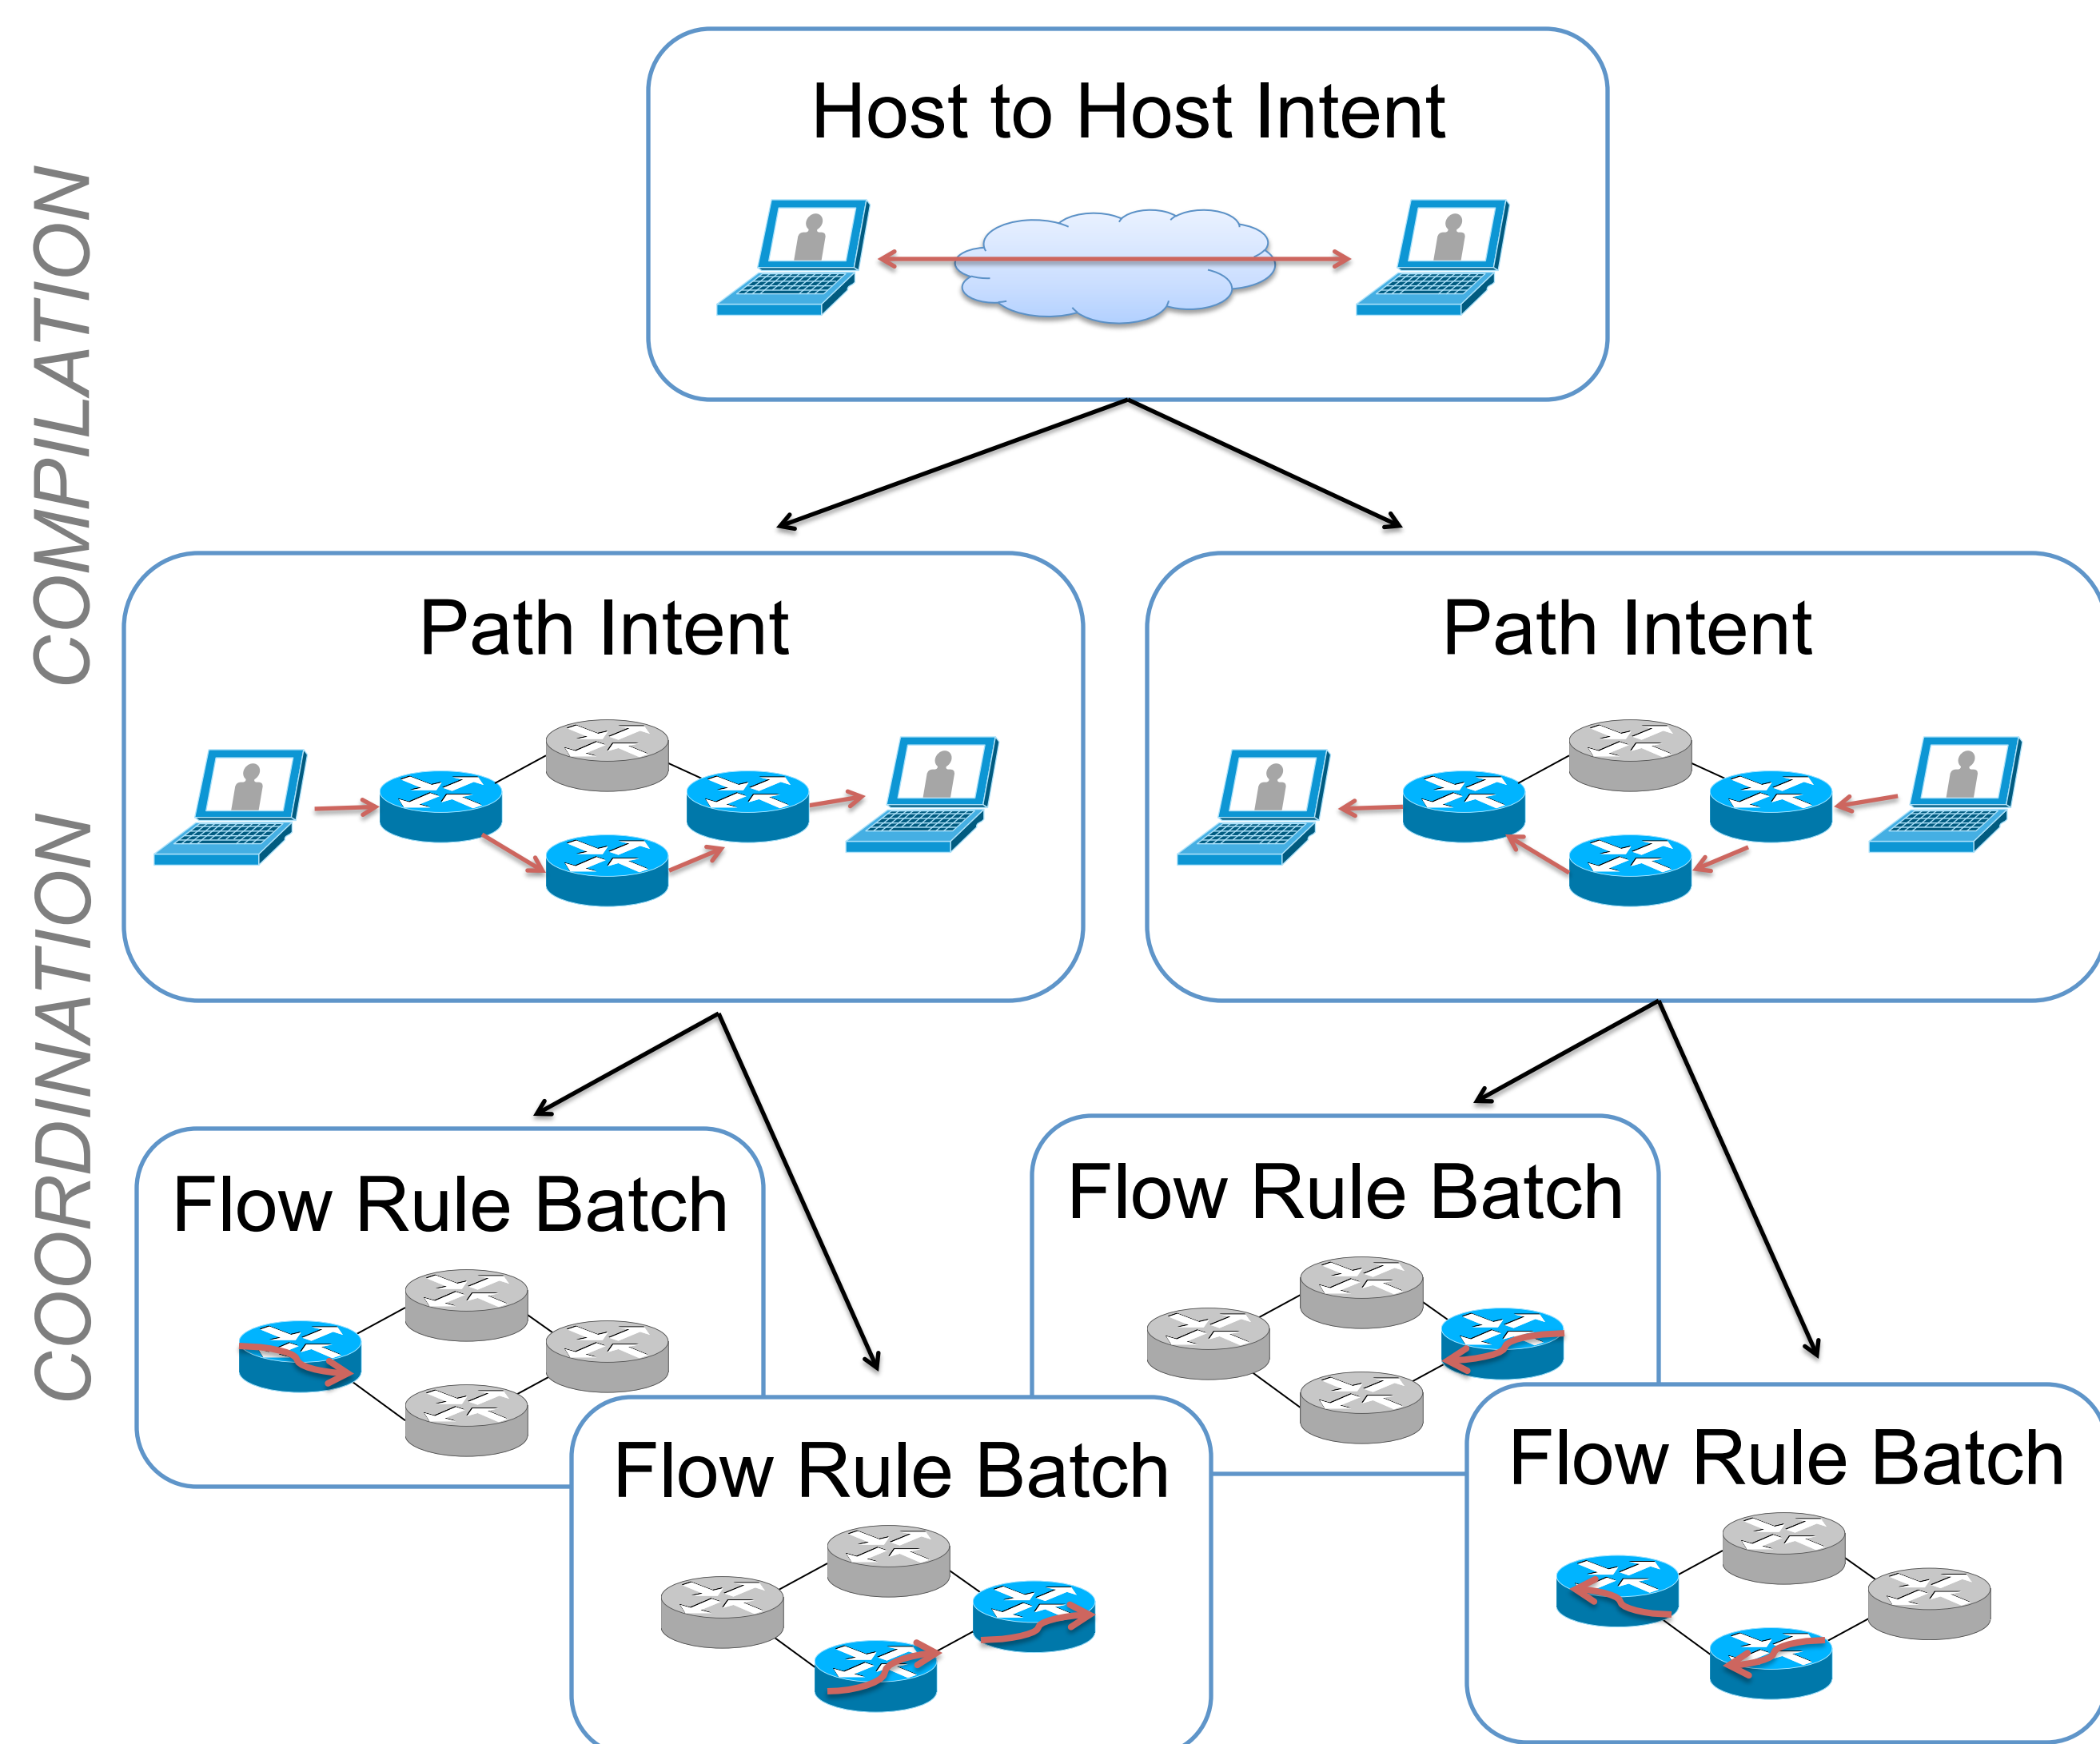 Host to Host Intent
COMPILATION
Path Intent
Path Intent
COORDINATION
Flow Rule Batch
Flow Rule Batch
Flow Rule Batch
Flow Rule Batch